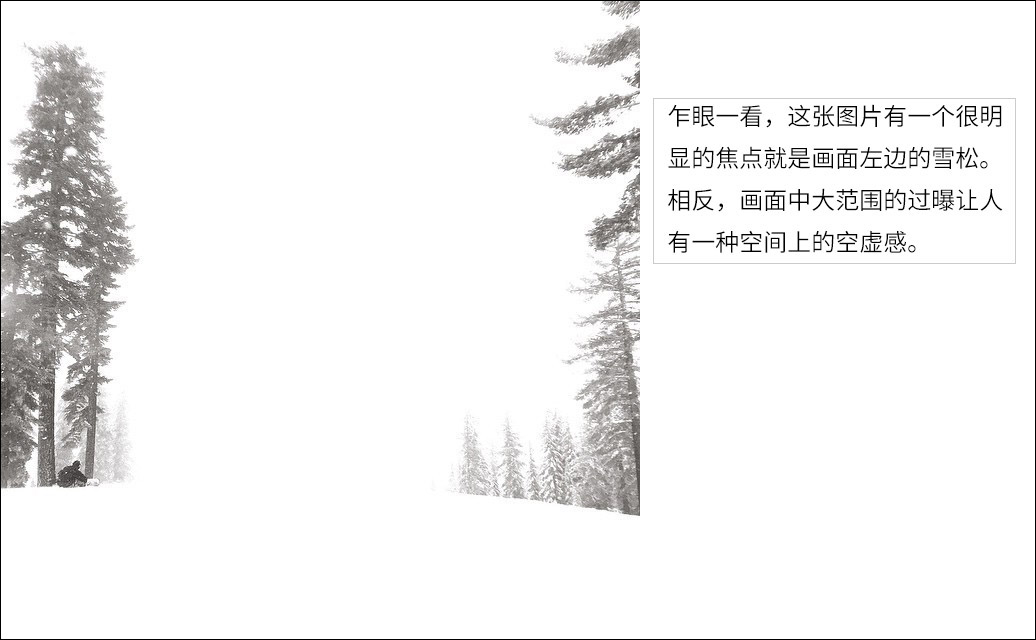 乍眼一看，这张图片有一个很明
显的焦点就是画面左边的雪松。
相反，画面中大范围的过曝让人
有一种空间上的空虚感。